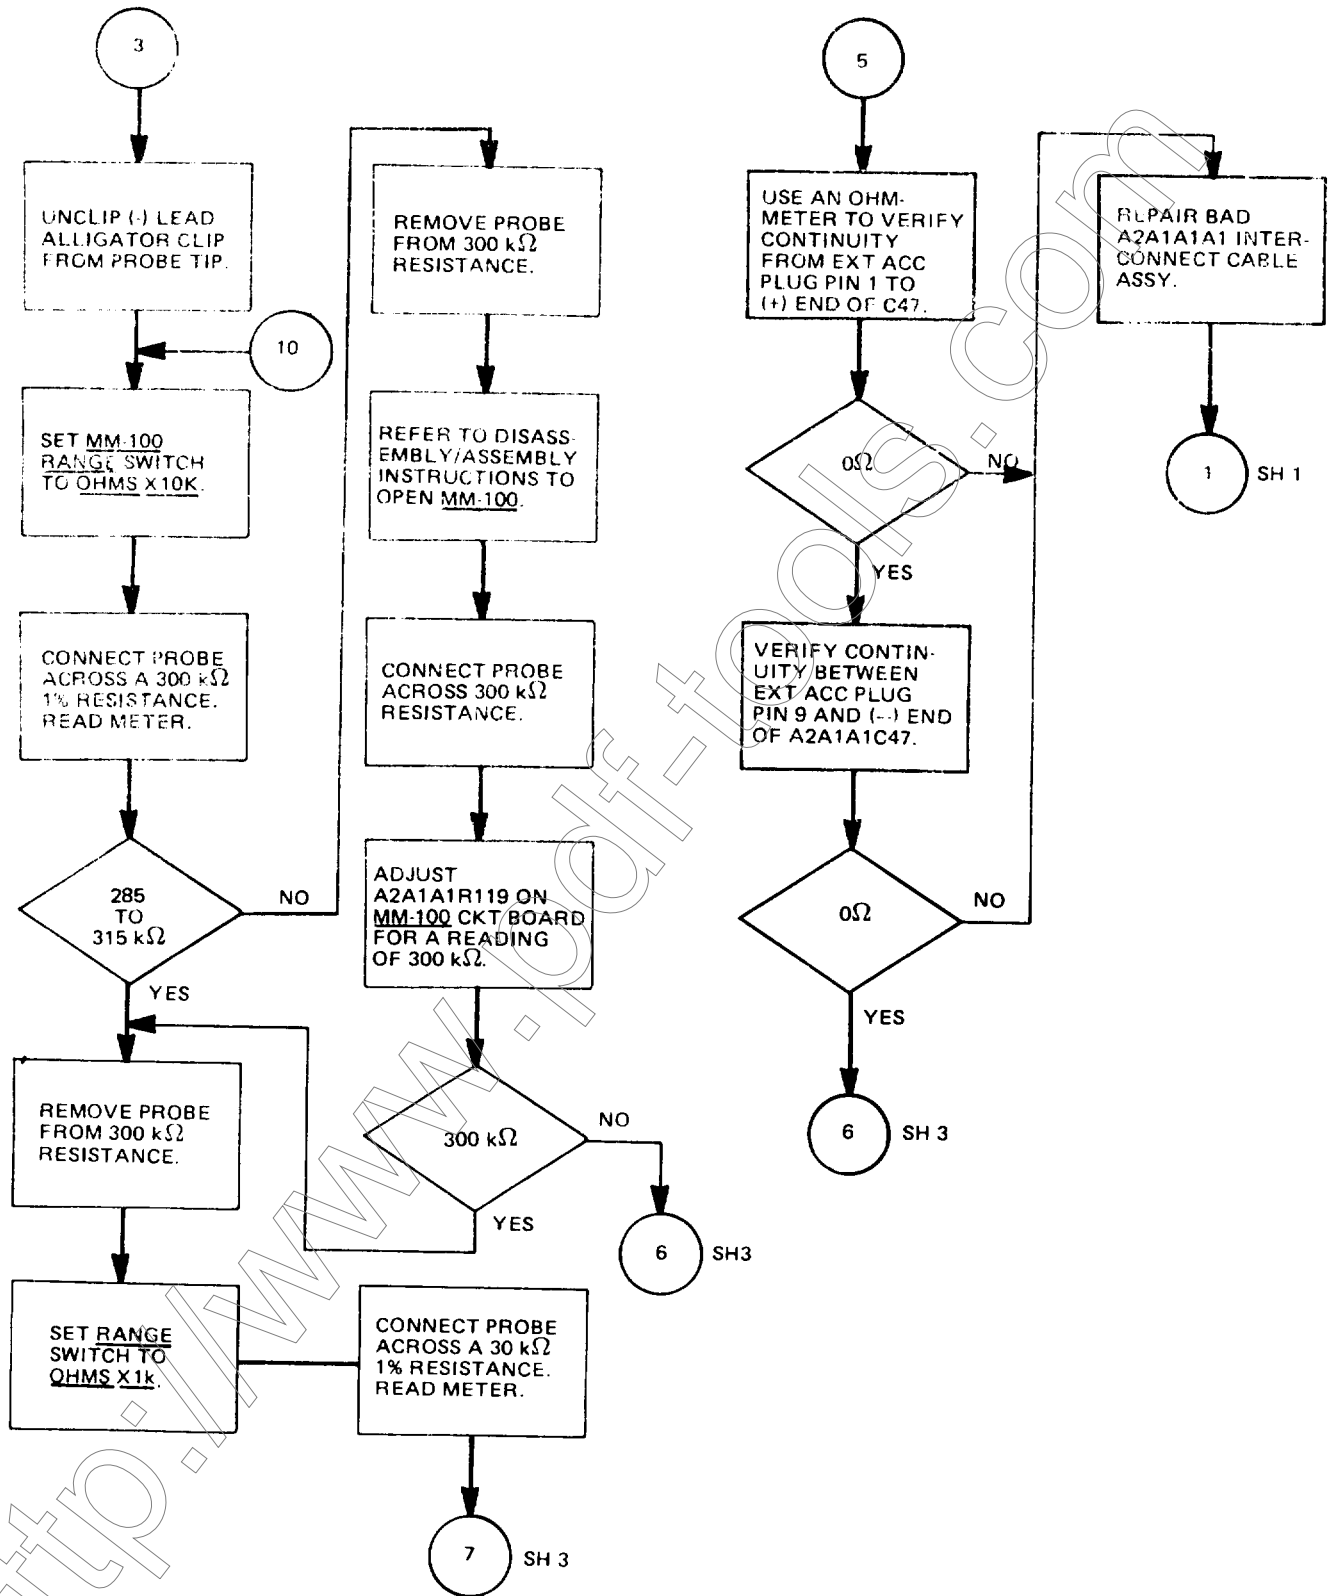 3
UNCLIP (-) LEAD
ALLIGATOR CLIP
FROM PROBE TIP.
10
SET MM-100
RANGE SWITCH
TO OHMS X10K.
CONNECT PROBE
ACROSS A 300 kΩ
1% RESISTANCE.
READ METER.
285
TO
315 kΩ
NO
YES
REMOVE PROBE
FROM 300 kΩ
RESISTANCE.
SET RANGE
SWITCH TO
OHMS X1k.
REMOVE PROBE
FROM 300 kΩ
RESISTANCE.
REFER TO DISASS-
EMBLY/ASSEMBLY
INSTRUCTIONS TO
OPEN MM-100.
CONNECT PROBE
ACROSS 300 kΩ
RESISTANCE.
ADJUST
A2A1A1R119 ON
MM-100 CKT BOARD
FOR A READING
OF 300 kΩ.
300 kΩ
NO
YES
6
SH3
CONNECT PROBE
ACROSS A 30 kΩ
1% RESISTANCE.
READ METER.
7
SH 3
5
USE AN OHM-
METER TO VERIFY
CONTINUITY
FROM EXT ACC
PLUG PIN 1 TO
(+) END OF C47.
0Ω
NO
YES
VERIFY CONTIN-
UITY BETWEEN
EXT ACC PLUG
PIN 9 AND (--) END
OF A2A1A1C47.
0Ω
NO
YES
6
SH 3
REPAIR BAD
A2A1A1A1 INTER-
CONNECT CABLE
ASSY.
1
SH 1
ttp://www.pdf-tools.com